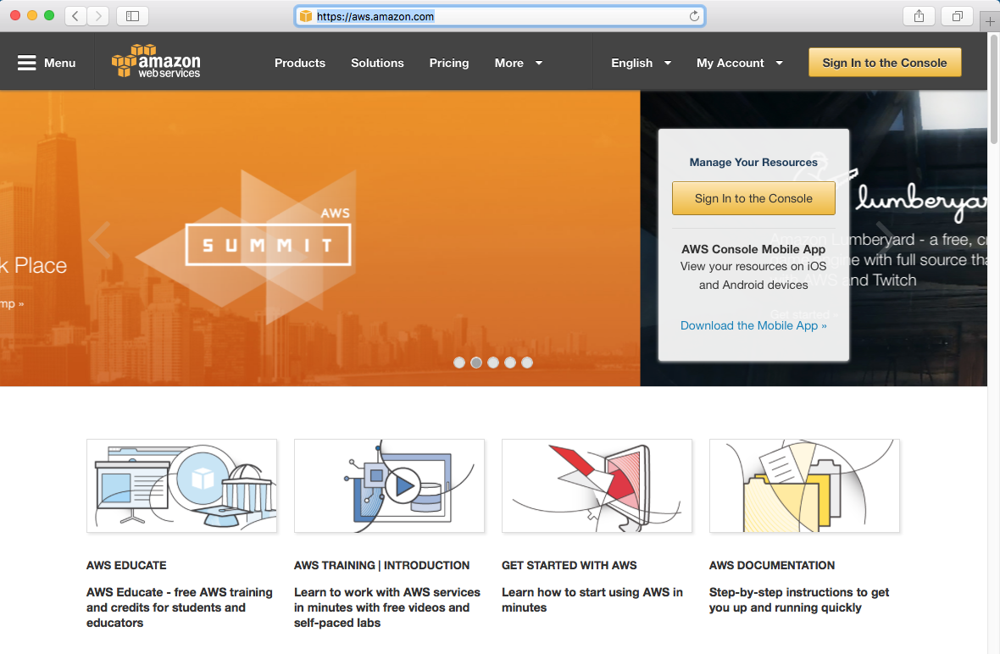 https://aws.amazon.com
Menu
amazon
webservices
Products
Solutions
Pricing
More
English
My Account
Sign In to the Console
k Place
mp »
AWS
SUMMIT
Manage Your Resources
Sign In to the Console
AWS Console Mobile App
View your resources on iOS
and Android devices
Download the Mobile App »
lumberyar
Amazon Lumberyard - a free, cr
ngine with full source tha
AWS and Twitch
Get started »
AWS EDUCATE
AWS Educate - free AWS training
and credits for students and
educators
AWS TRAINING | INTRODUCTION
Learn to work with AWS services
in minutes with free videos and
self-paced labs
GET STARTED WITH AWS
Learn how to start using AWS in
minutes
AWS DOCUMENTATION
Step-by-step instructions to get
you up and running quickly